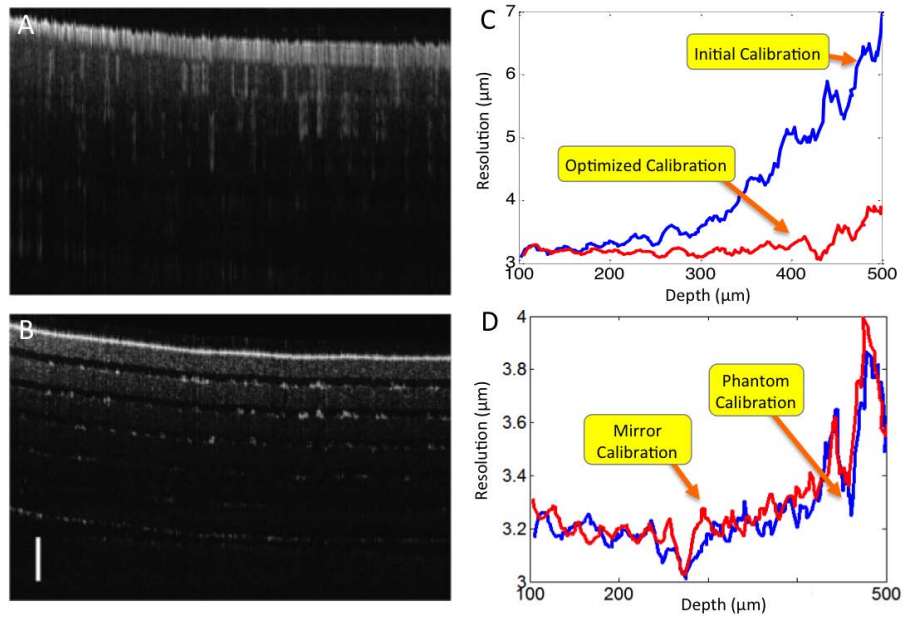 A
B
C
7
6
5
4
3
Resolution (µm)
Initial Calibration
Optimized Calibration
100
200
300
400
500
Depth (µm)
D
4
3.8
3.6
3.4
3.2
3
Resolution (µm)
Phantom
Calibration
Mirror
Calibration
100
200
500
Depth (µm)